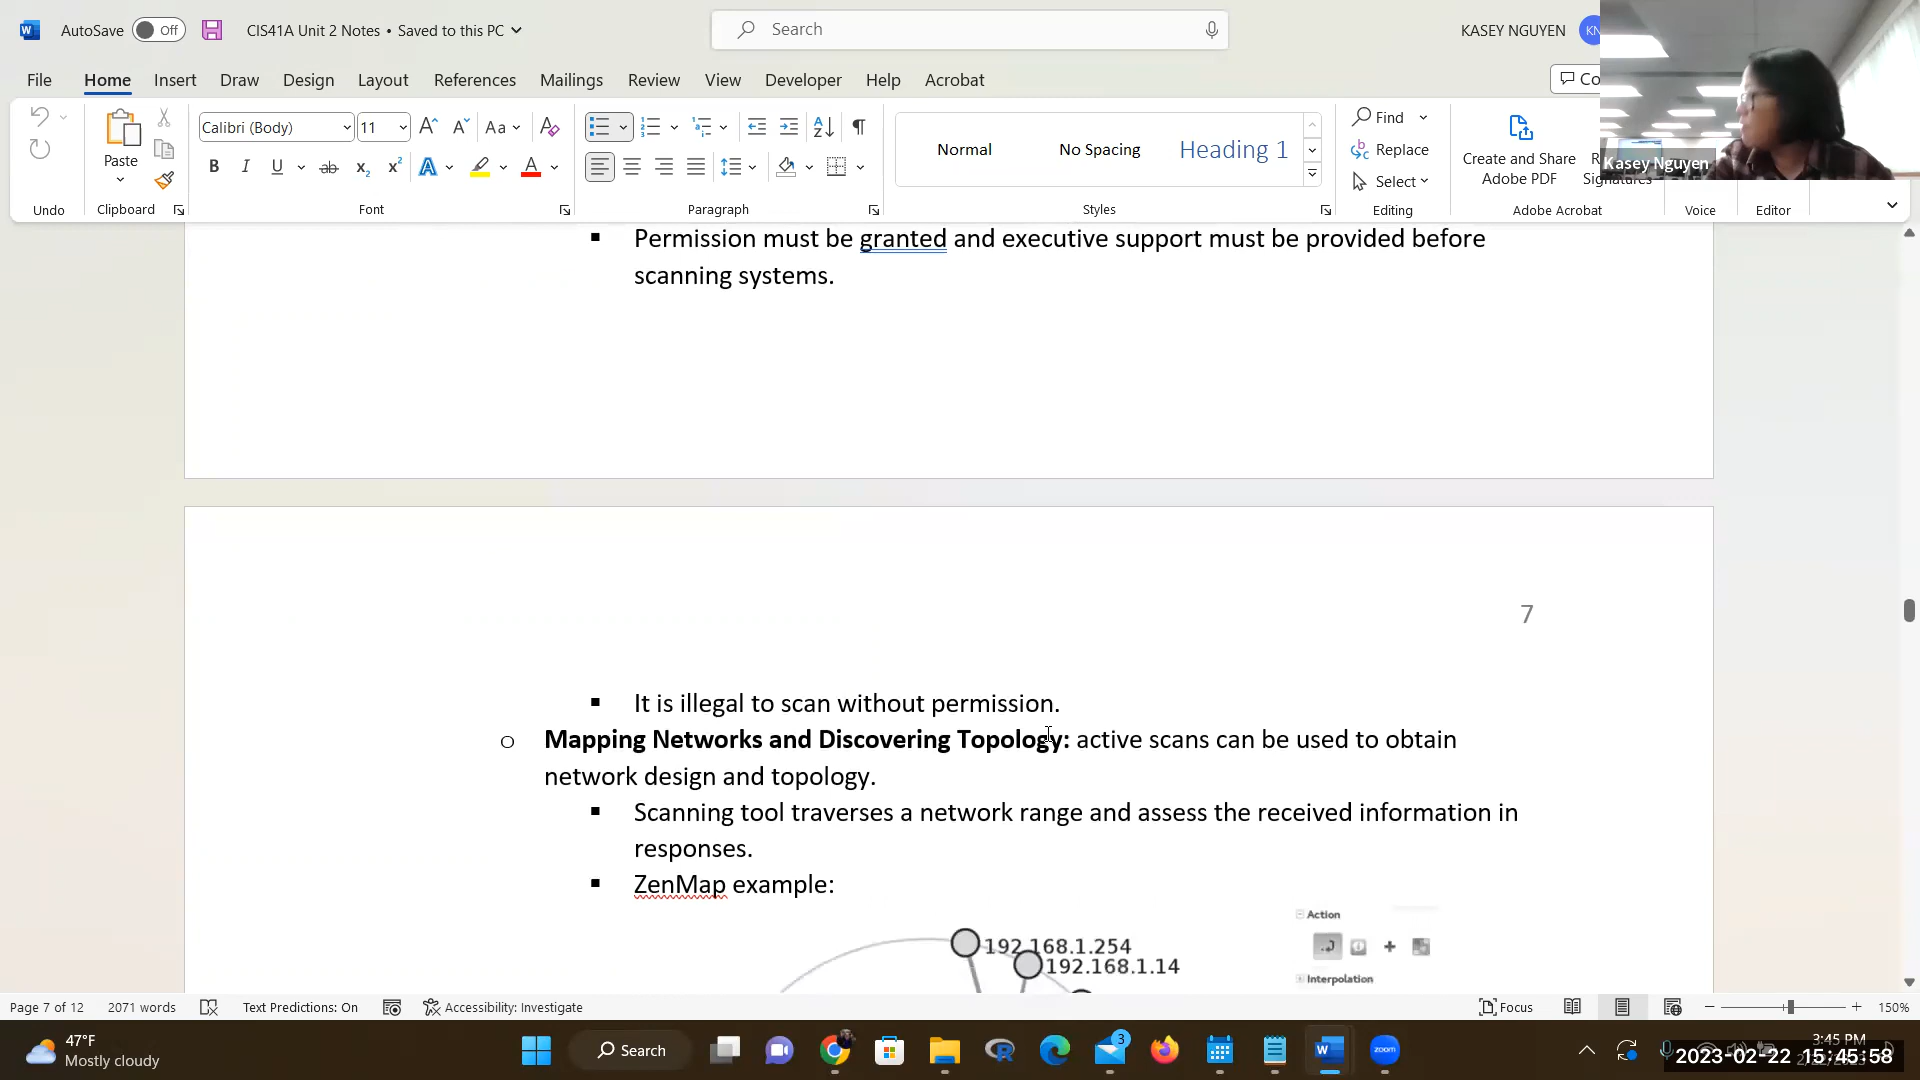 AutoSave Off CIS41A Unit 2 Notes • Saved to this PC Search KASEY NGUYEN KN
File Home Insert Draw Design Layout References Mailings Review View Developer Help Acrobat
Paste
Calibri (Body) 11 Aa
Normal No Spacing Heading 1
Find
Replace
Select
Create and Share
Adobe PDF
Signatures
Kasey Nguyen
Undo Clipboard Font Paragraph Styles Editing Adobe Acrobat Voice Editor
Permission must be granted and executive support must be provided before
scanning systems.
7
It is illegal to scan without permission.
Mapping Networks and Discovering Topology: active scans can be used to obtain
network design and topology.
Scanning tool traverses a network range and assess the received information in
responses.
ZenMap example:
192.168.1.254
192.168.1.14
Action
Interpolation
Page 7 of 12 2071 words Text Predictions: On Accessibility: Investigate Focus 150%
47°F
Mostly cloudy
Search
3
zoom
3:45 PM
2023-02-22 15:45:58